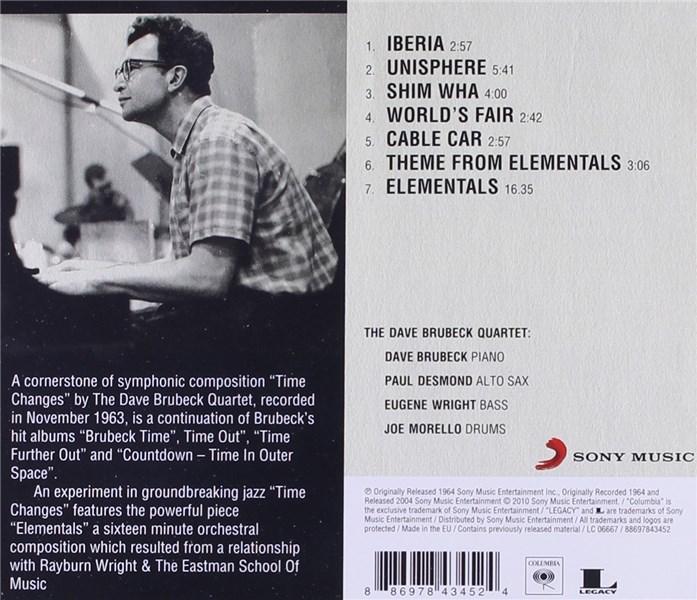 1. IBERIA 2:57
2. UNISPHERE 5:41
3. SHIM WHA 4:00
4. WORLD'S FAIR 2:42
5. CABLE CAR 2:57
6. THEME FROM ELEMENTALS 3:06
7. ELEMENTALS 16.35
THE DAVE BRUBECK QUARTET:
DAVE BRUBECK PIANO
PAUL DESMOND ALTO SAX
EUGENE WRIGHT BASS
JOE MORELLO DRUMS
A cornerstone of symphonic composition “Time
Changes” by The Dave Brubeck Quartet, recorded
in November 1963, is a continuation of Brubeck's
hit albums “Brubeck Time”, Time Out”, “Time
Further Out” and “Countdown – Time In Outer
Space”.
An experiment in groundbreaking jazz “Time
Changes” features the powerful piece
“Elementals” a sixteen minute orchestral
composition which resulted from a relationship
with Rayburn Wright & The Eastman School Of
Music
SONY MUSIC
℗ Originally Released 1964 Sony Music Entertainment Inc., Originally Recorded 1964 and
Released 2004 Sony Music Entertainment © 2010 Sony Music Entertainment. / "Columbia" is
the exclusive trademark of Sony Music Entertainment / "LEGACY" and L are trademarks of Sony
Music Entertainment / Distributed by Sony Music Entertainment / All trademarks and logos are
protected / Made in the EU / Contains previously released material / LC 06667 / 88697843452
8 86978 43452 4
COLUMBIA
L
LEGACY